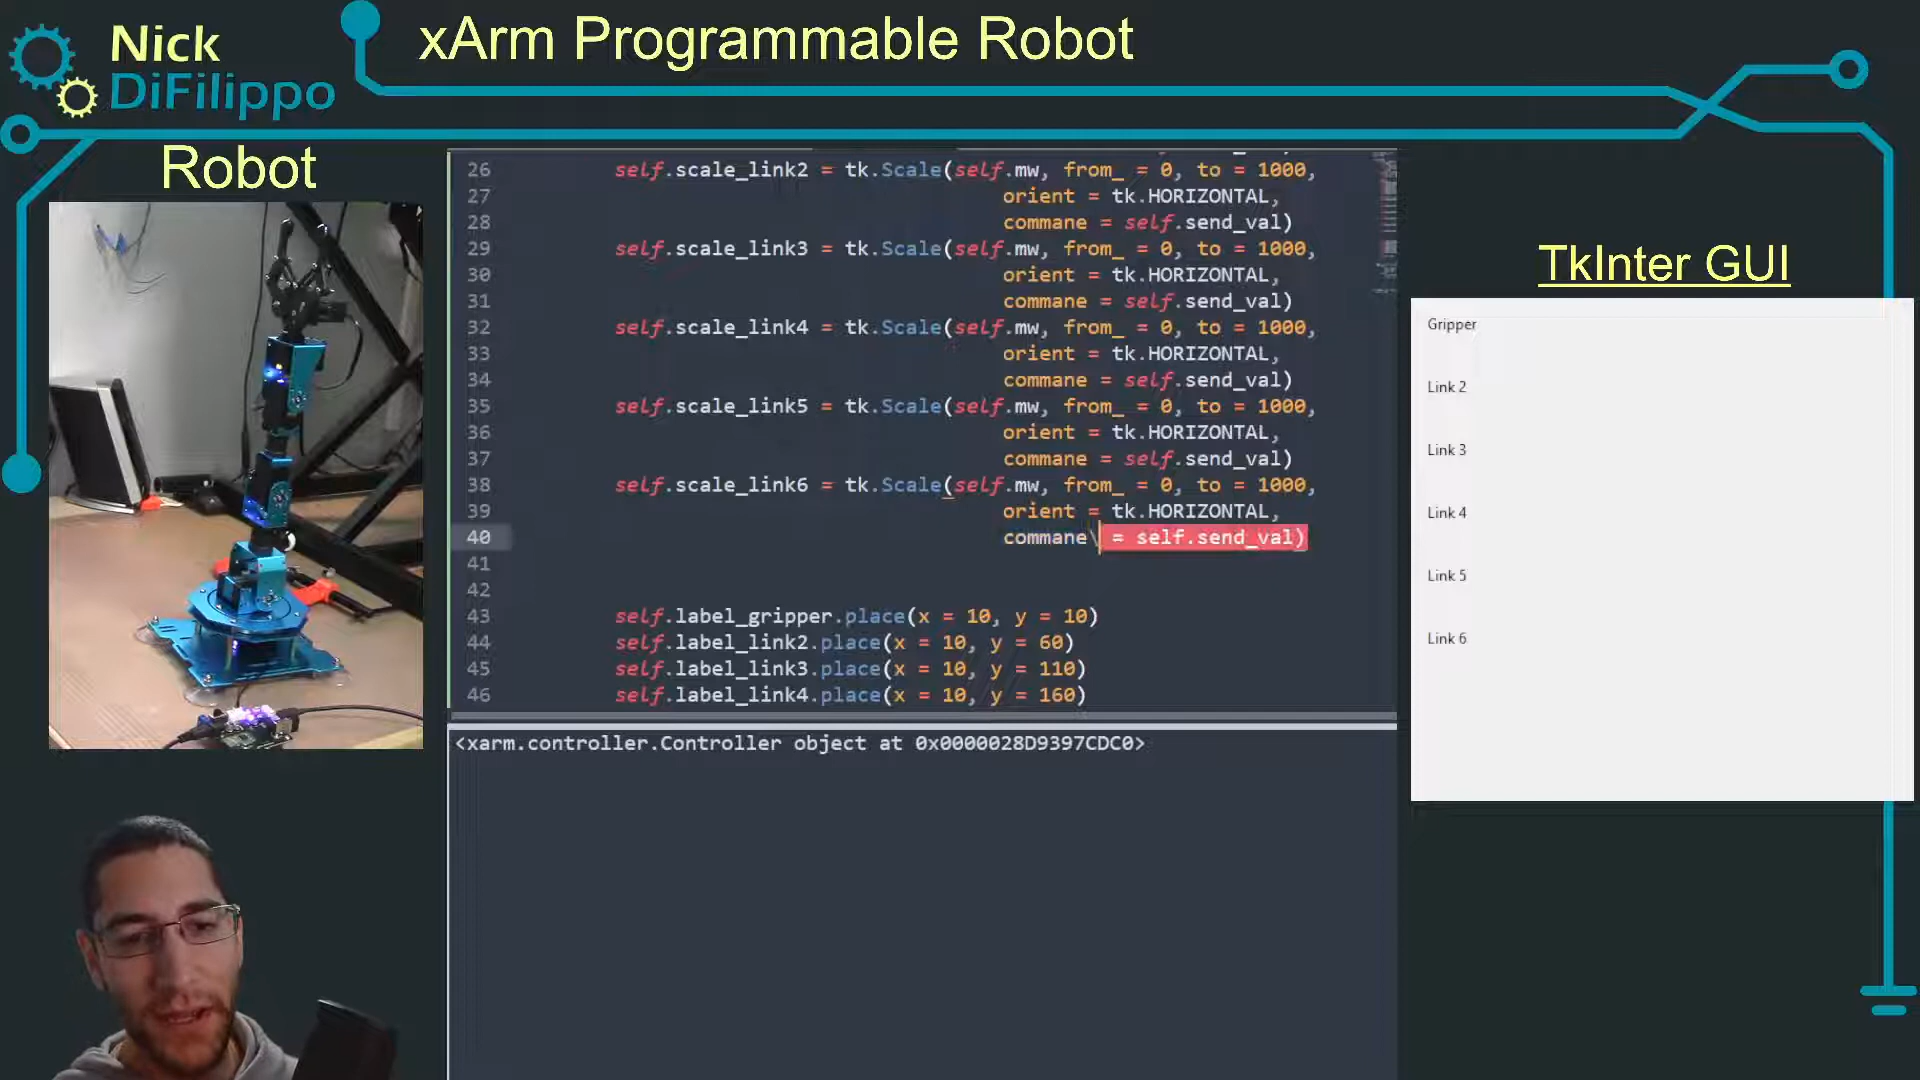 Nick
DiFilippo
xArm Programmable Robot
Robot
26 self.scale_link2 = tk.Scale(self.mw, from_ = 0, to = 1000,
27 orient = tk.HORIZONTAL,
28 commane = self.send_val)
29 self.scale_link3 = tk.Scale(self.mw, from_ = 0, to = 1000,
30 orient = tk.HORIZONTAL,
31 commane = self.send_val)
32 self.scale_link4 = tk.Scale(self.mw, from_ = 0, to = 1000,
33 orient = tk.HORIZONTAL,
34 commane = self.send_val)
35 self.scale_link5 = tk.Scale(self.mw, from_ = 0, to = 1000,
36 orient = tk.HORIZONTAL,
37 commane = self.send_val)
38 self.scale_link6 = tk.Scale(self.mw, from_ = 0, to = 1000,
39 orient = tk.HORIZONTAL,
40 commane\ = self.send_val)
41
42
43 self.label_gripper.place(x = 10, y = 10)
44 self.label_link2.place(x = 10, y = 60)
45 self.label_link3.place(x = 10, y = 110)
46 self.label_link4.place(x = 10, y = 160)
<xarm.controller.Controller object at 0x0000028D9397CDC0>
TkInter GUI
Gripper
Link 2
Link 3
Link 4
Link 5
Link 6